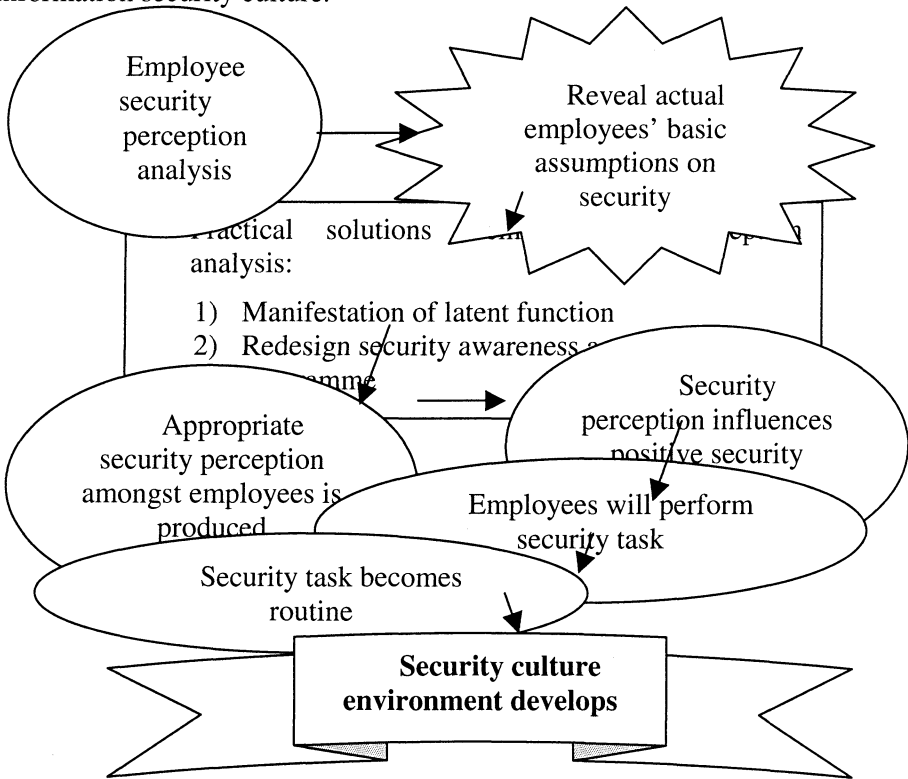 information security culture.
Employee
security
perception
analysis
Reveal actual
employees’ basic
assumptions on
security
Practical solutions
analysis:
1) Manifestation of latent function
2) Redesign security awareness
Appropriate
security perception
amongst employees is
produced
Security
perception influences
positive security
Employees will perform
security task
Security task becomes
routine
Security culture
environment develops